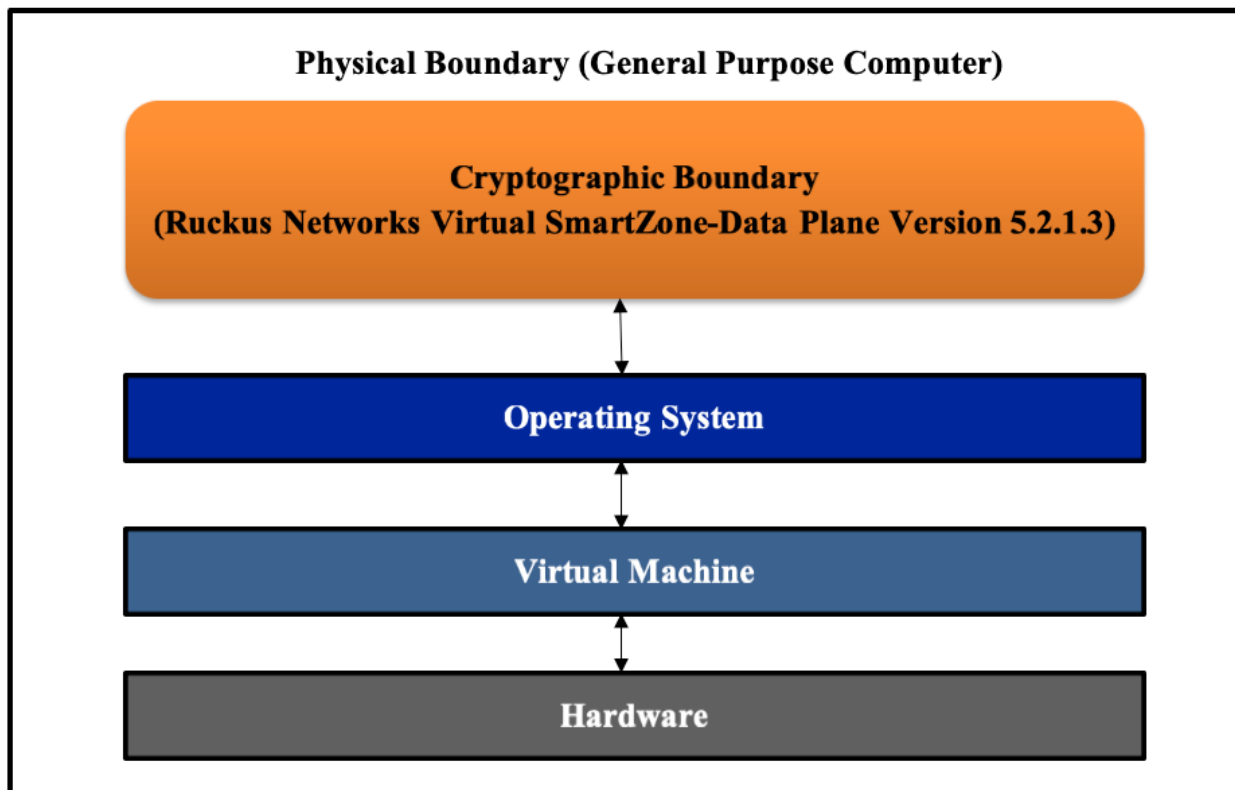 Physical Boundary (General Purpose Computer)
Cryptographic Boundary
(Ruckus Networks Virtual SmartZone-Data Plane Version 5.2.1.3)
Operating System
Virtual Machine
Hardware